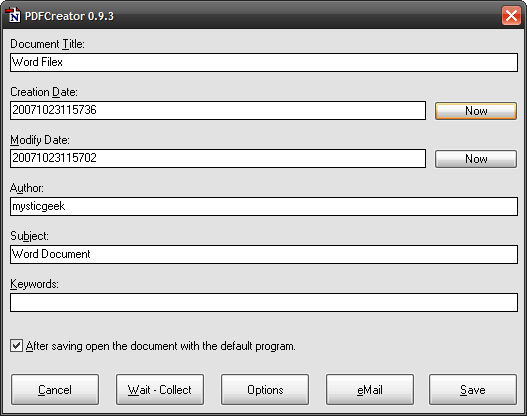 PDFCreator 0.9.3
Document Title:
Word Filex
Creation Date:
20071023115736
Now
Modify Date:
20071023115702
Now
Author:
mysticgeek
Subject:
Word Document
Keywords:
After saving open the document with the default program.
Cancel Wait - Collect Options eMail Save